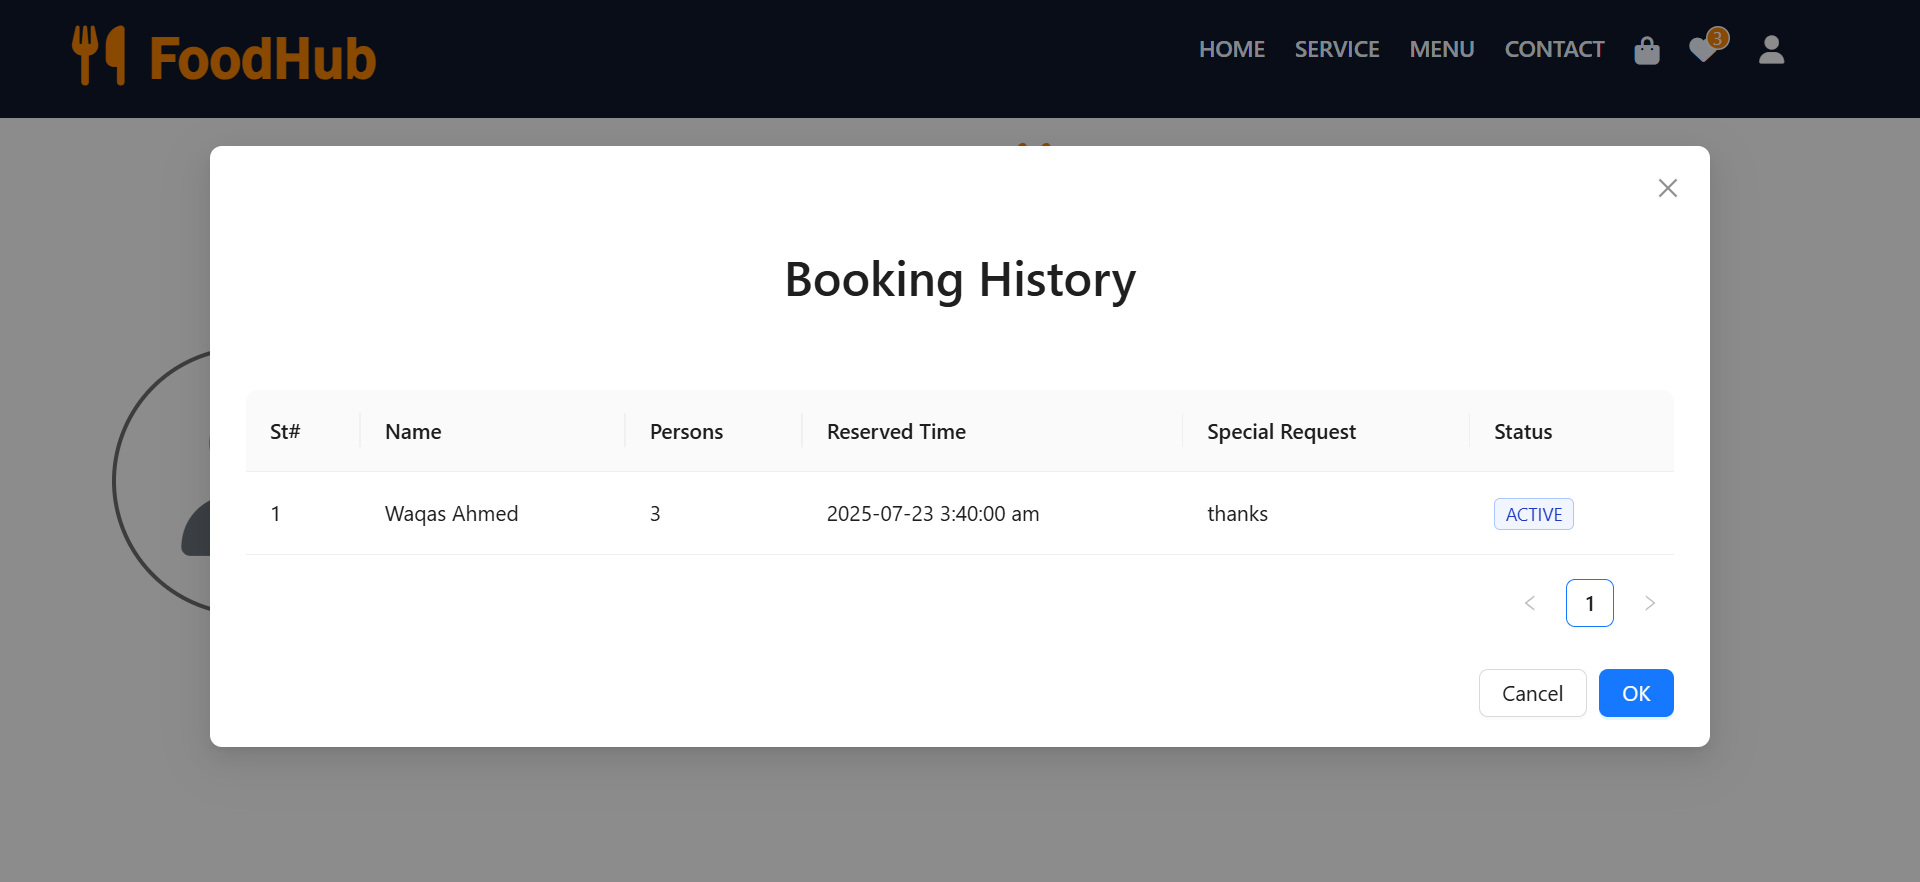 FoodHub
HOME SERVICE MENU CONTACT 3
Booking History
St# Name Persons Reserved Time Special Request Status
1 Waqas Ahmed 3 2025-07-23 3:40:00 am thanks ACTIVE
1
Cancel OK